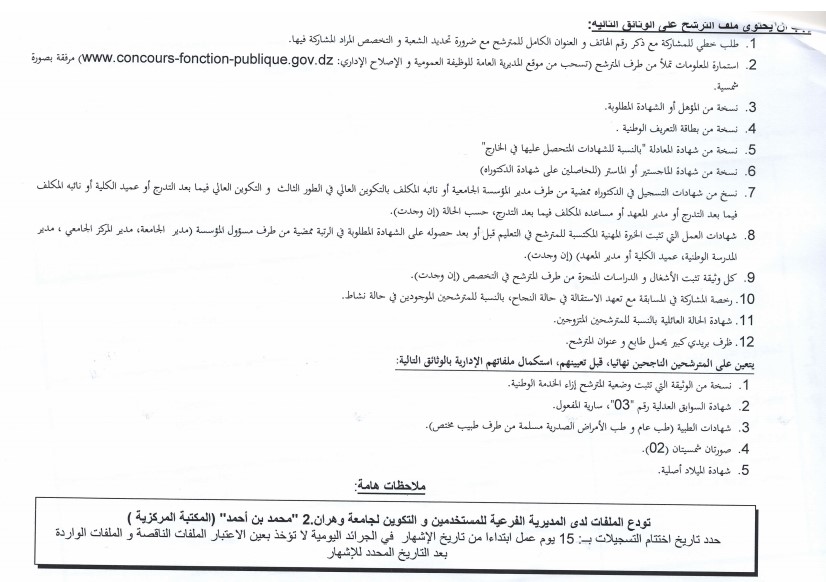 أن يحتوي ملف الترشح على الوثائق التالية:
1. طلب خطي للمشاركة مع ذكر رقم الهاتف و العنوان الكامل للمترشح مع ضرورة تحديد الشعبة و التخصص المراد المشاركة فيها.
2. استمارة المعلومات تملأ من طرف المترشح (تسحب من موقع المديرية العامة للوظيفة العمومية و الإصلاح الإداري: www.concours-fonction-publique.gov.dz) مرفقة بصورة
شمسية.
3. نسخة من المؤهل أو الشهادة المطلوبة.
4. نسخة من بطاقة التعريف الوطنية .
5. نسخة من شهادة المعادلة "بالنسبة للشهادات المتحصل عليها في الخارج"
6. نسخة من شهادة الماجستير أو الماستر (للحاصلين على شهادة الدكتوراه)
7. نسخ من شهادات التسجيل في الدكتوراه ممضية من طرف مدير المؤسسة الجامعية أو نائبه المكلف بالتكوين العالي في الطور الثالث و التكوين العالي فيما بعد التدرج أو عميد الكلية أو نائبه المكلف
فيما بعد التدرج أو مدير المعهد أو مساعده المكلف فيما بعد التدرج، حسب الحالة (إن وجدت).
8. شهادات العمل التي تثبت الخبرة المهنية المكتسبة للمترشح في التعليم قبل أو بعد حصوله على الشهادة المطلوبة في الرتبة ممضية من طرف مسؤول المؤسسة (مدير الجامعة، مدير المركز الجامعي ، مدير
المدرسة الوطنية، عميد الكلية أو مدير المعهد) (إن وجدت).
9. كل وثيقة تثبت الأشغال و الدراسات المنجزة من طرف المترشح في التخصص (إن وجدت).
10. رخصة المشاركة في المسابقة مع تعهد الاستقالة في حالة النجاح، بالنسبة للمترشحين الموجودين في حالة نشاط.
11. شهادة الحالة العائلية بالنسبة للمترشحين المتزوجين.
12. ظرف بريدي كبير يحمل طابع و عنوان المترشح.
يتعين على المترشحين الناجحين نهائيا، قبل تعيينهم، استكمال ملفاتهم الإدارية بالوثائق التالية:
1. نسخة من الوثيقة التي تثبت وضعية المترشح إزاء الخدمة الوطنية.
2. شهادة السوابق العدلية رقم "03"، سارية المفعول.
3. شهادات الطبية (طب عام و طب الأمراض الصدرية مسلمة من طرف طبيب مختص).
4. صورتان شمسيتان (02).
5. شهادة الميلاد أصلية.
ملاحظات هامة:
تودع الملفات لدى المديرية الفرعية للمستخدمين و التكوين لجامعة وهران.2 "محمد بن أحمد" (المكتبة المركزية )
حدد تاريخ اختتام التسجيلات بــ: 15 يوم عمل ابتداءا من تاريخ الإشهار في الجرائد اليومية لا تؤخذ بعين الاعتبار الملفات الناقصة و الملفات الواردة
بعد التاريخ المحدد للإشهار